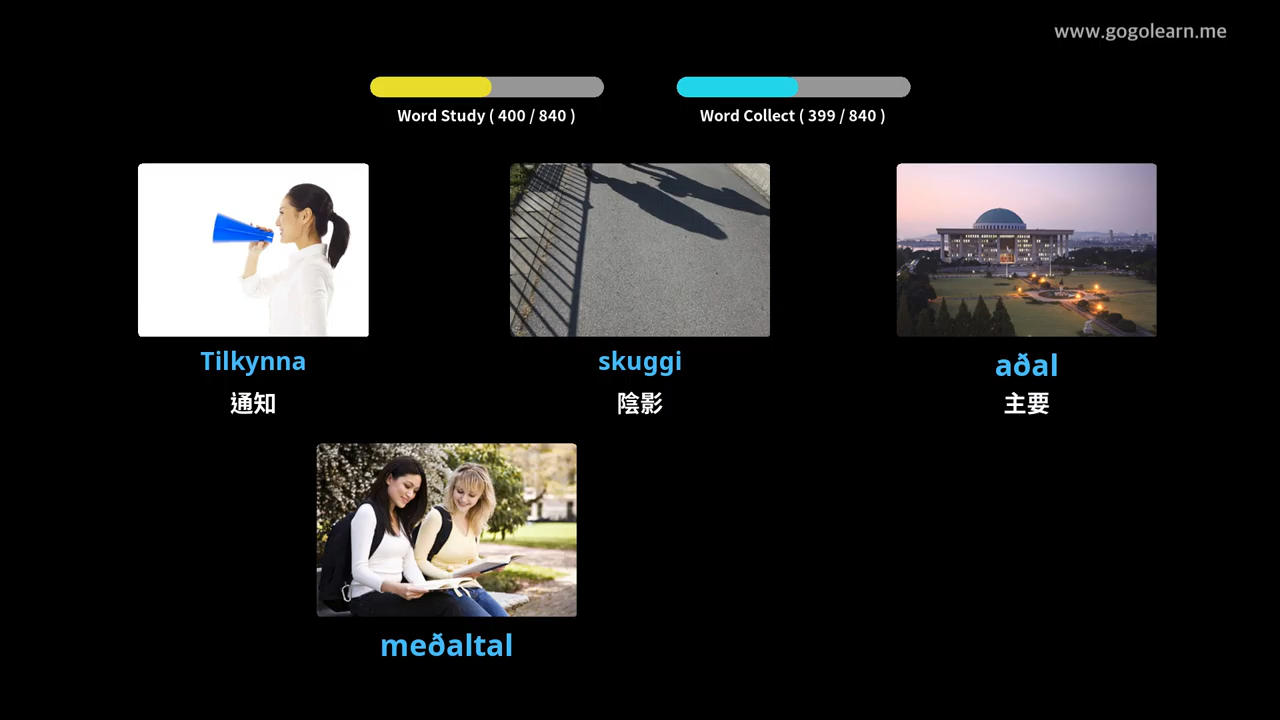 www.gogolearn.me
Word Study ( 400 / 840 )
Word Collect ( 399 / 840 )
Tilkynna
通知
skuggi
陰影
aðal
主要
meðaltal